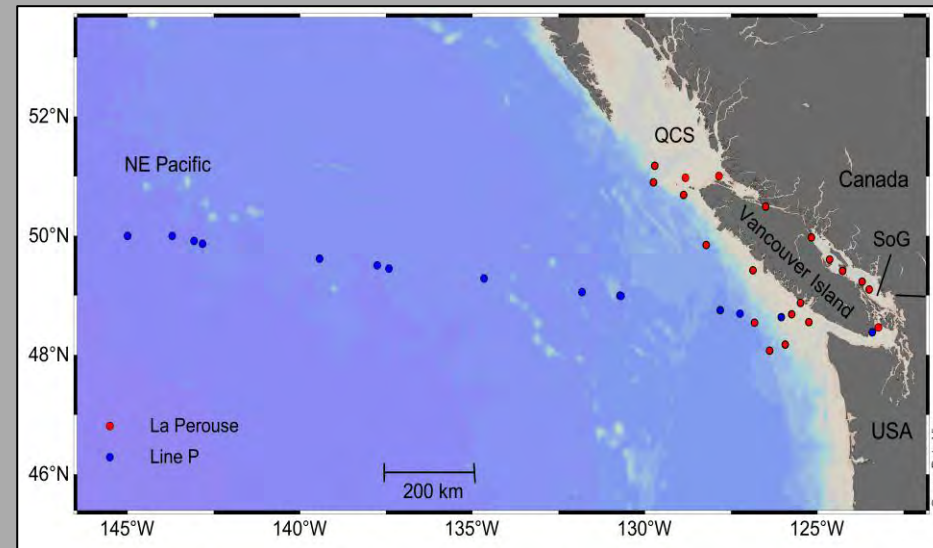 52°N
50°N
48°N
46°N
NE Pacific
QCS
Canada
SoG
Vancouver Island
USA
La Perouse
Line P
200 km
145°W
140°W
135°W
130°W
125°W